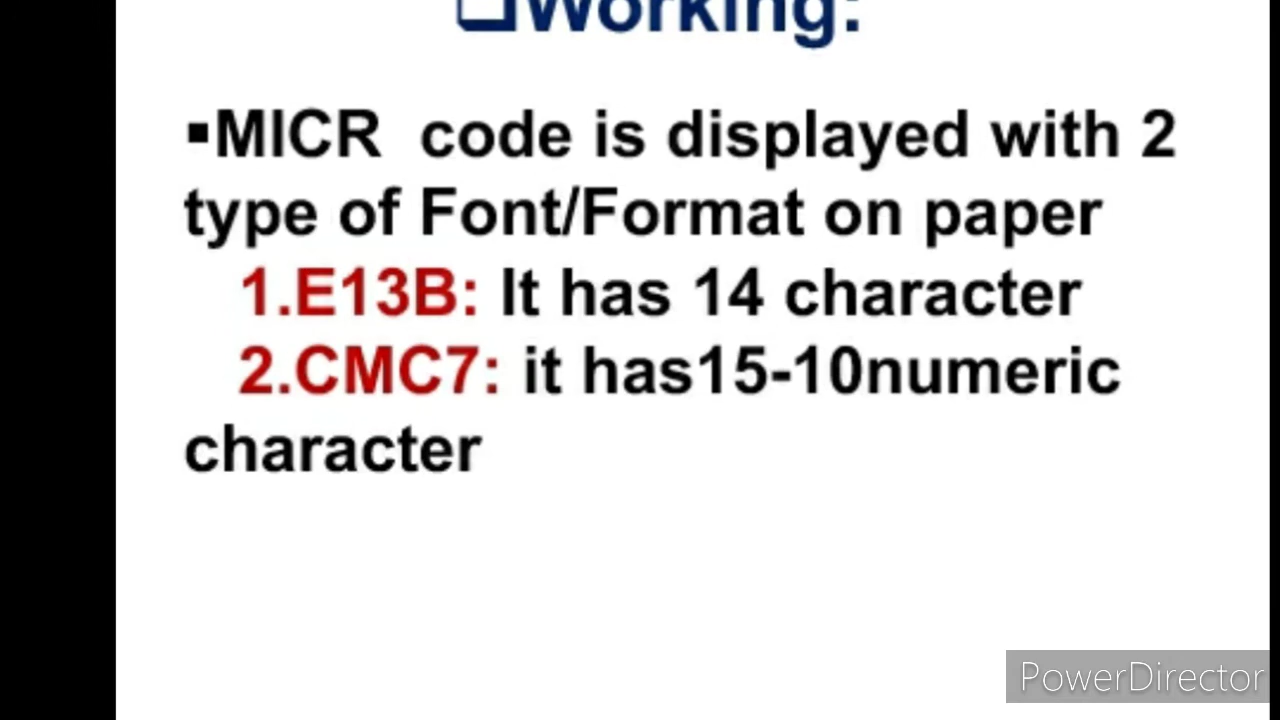 ❑Working:
▪MICR code is displayed with 2
type of Font/Format on paper
1.E13B: It has 14 character
2.CMC7: it has15-10numeric
character
PowerDirector